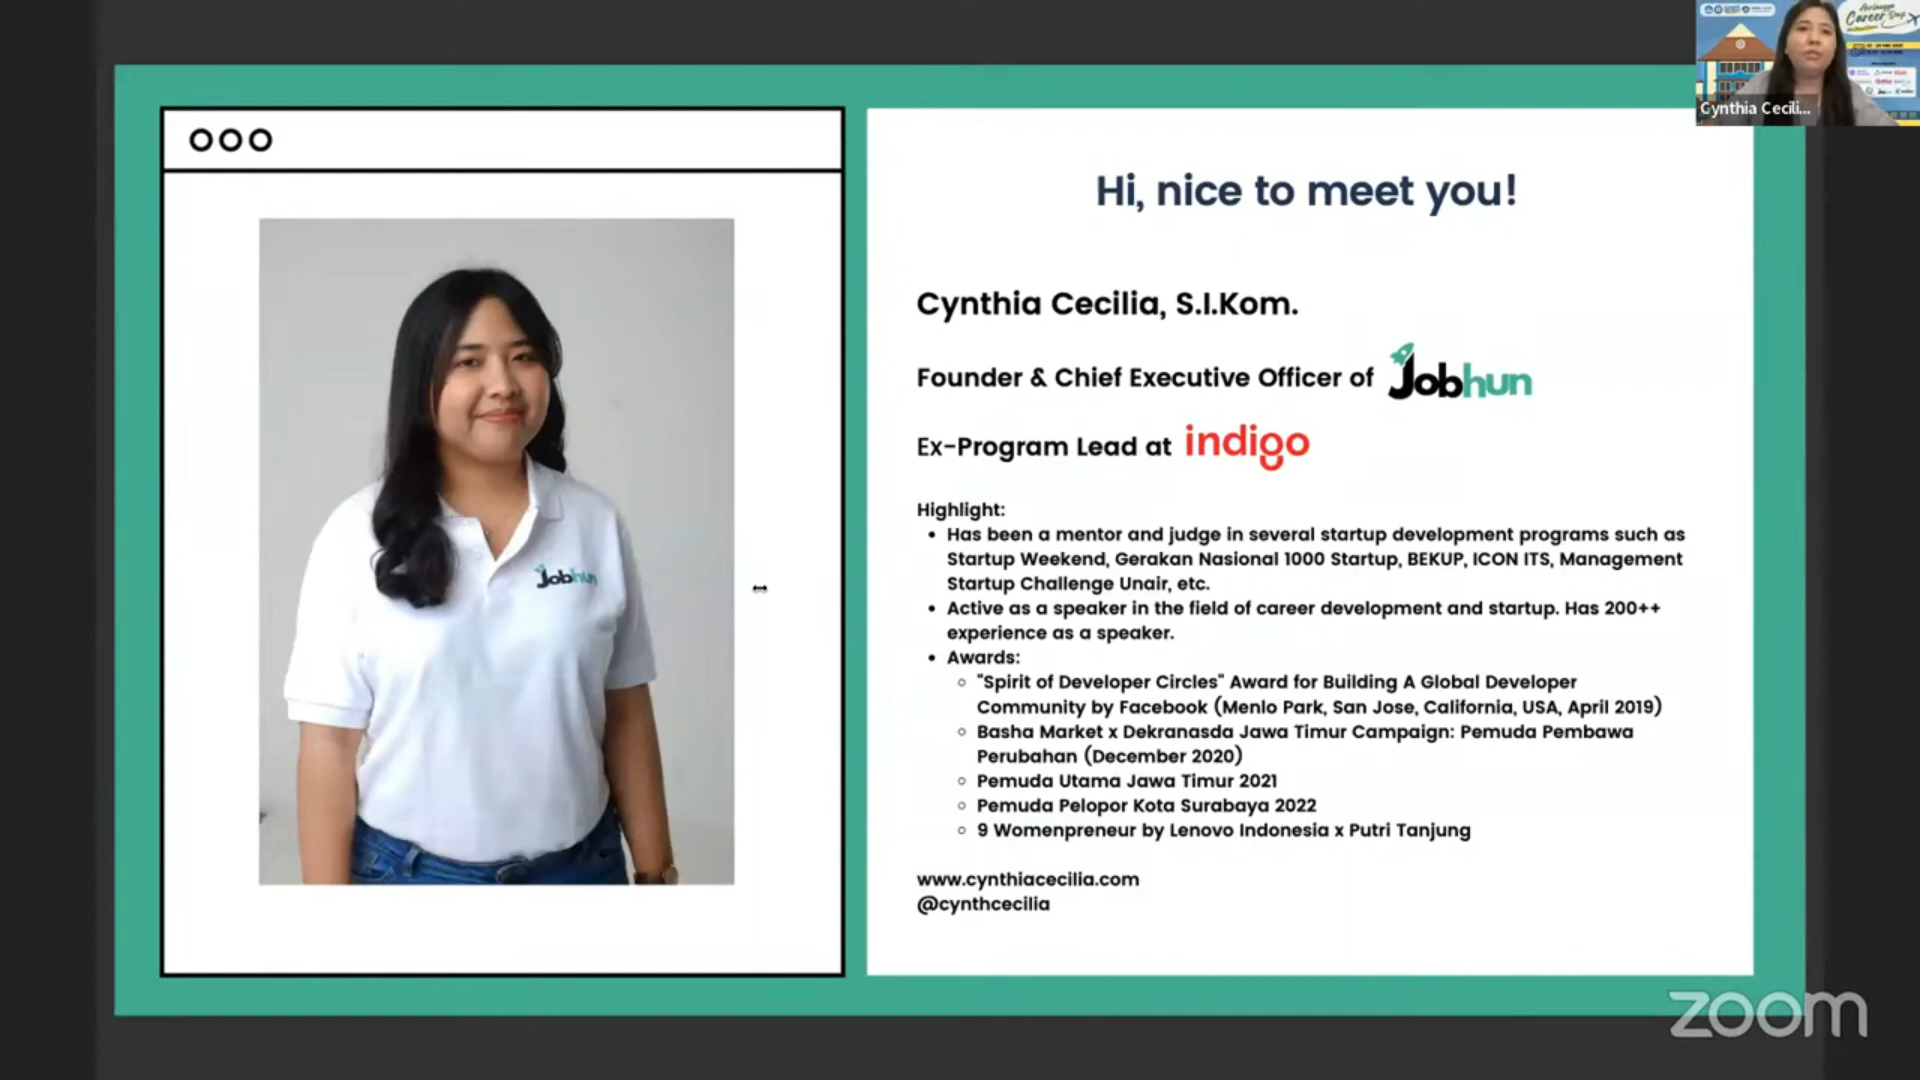 Airlangga
Career Day
Cynthia Cecili...
Hi, nice to meet you!
Cynthia Cecilia, S.I.Kom.
Founder & Chief Executive Officer of Jobhun
Ex-Program Lead at indigo
Highlight:
• Has been a mentor and judge in several startup development programs such as
Startup Weekend, Gerakan Nasional 1000 Startup, BEKUP, ICON ITS, Management
Startup Challenge Unair, etc.
• Active as a speaker in the field of career development and startup. Has 200++
experience as a speaker.
• Awards:
◦ "Spirit of Developer Circles" Award for Building A Global Developer
Community by Facebook (Menlo Park, San Jose, California, USA, April 2019)
◦ Basha Market x Dekranasda Jawa Timur Campaign: Pemuda Pembawa
Perubahan (December 2020)
◦ Pemuda Utama Jawa Timur 2021
◦ Pemuda Pelopor Kota Surabaya 2022
◦ 9 Womenpreneur by Lenovo Indonesia x Putri Tanjung
www.cynthiacecilia.com
@cynthcecilia
Jobhun
zoom